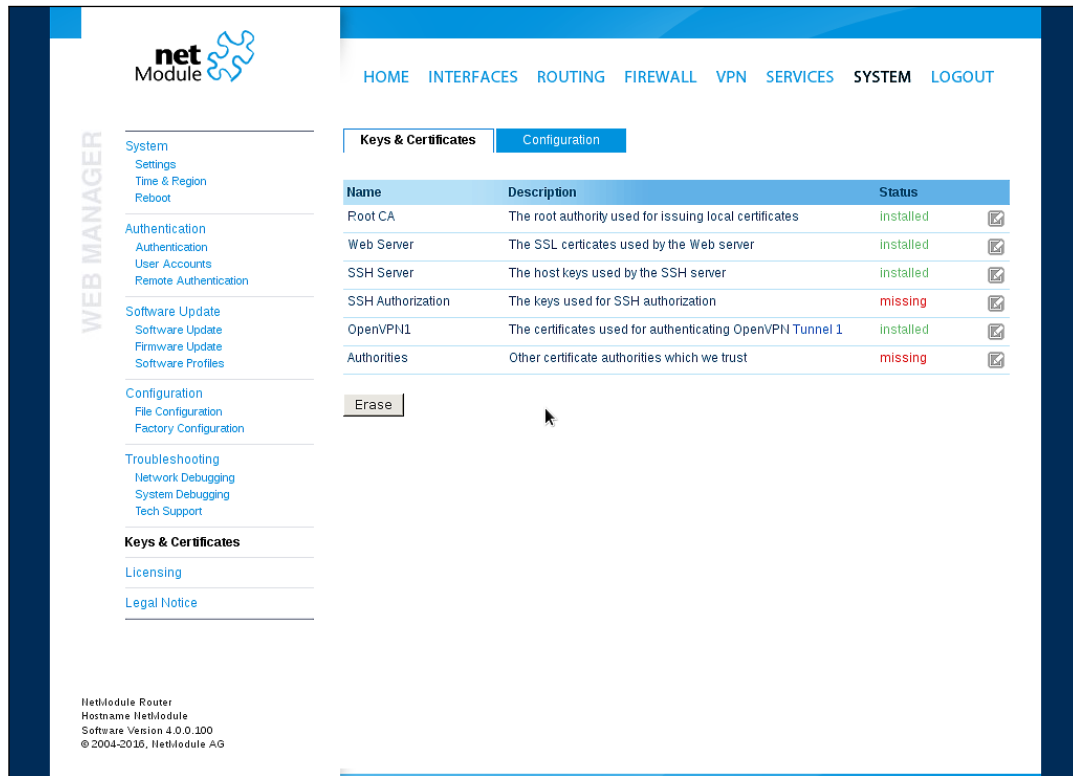 net
Module
HOME INTERFACES ROUTING FIREWALL VPN SERVICES SYSTEM LOGOUT
WEB MANAGER
System
Settings
Time & Region
Reboot
Authentication
Authentication
User Accounts
Remote Authentication
Software Update
Software Update
Firmware Update
Software Profiles
Configuration
File Configuration
Factory Configuration
Troubleshooting
Network Debugging
System Debugging
Tech Support
Keys & Certificates
Licensing
Legal Notice
Keys & Certificates Configuration
Name Description Status
Root CA The root authority used for issuing local certificates installed
Web Server The SSL certicates used by the Web server installed
SSH Server The host keys used by the SSH server installed
SSH Authorization The keys used for SSH authorization missing
OpenVPN1 The certificates used for authenticating OpenVPN Tunnel 1 installed
Authorities Other certificate authorities which we trust missing
Erase
NetModule Router
Hostname NetModule
Software Version 4.0.0.100
© 2004-2016, NetModule AG